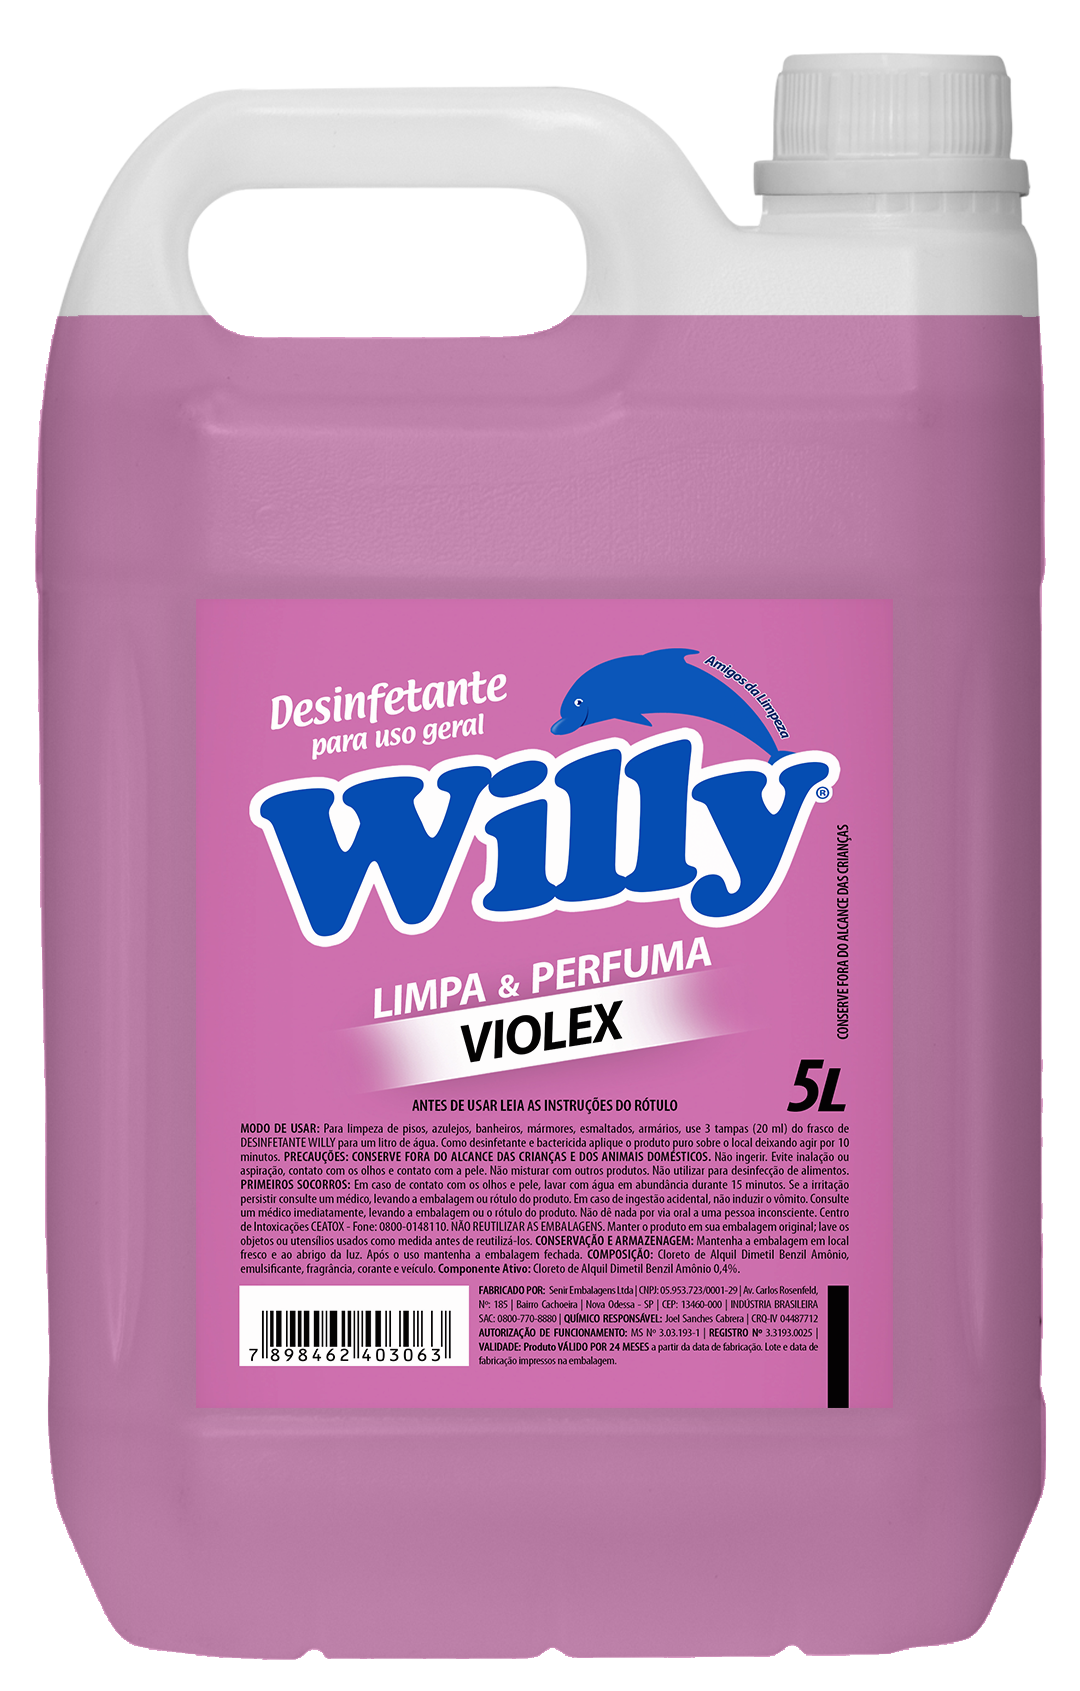 Desinfetante
para uso geral
Amigos da Limpeza
Willy®
LIMPA & PERFUMA
VIOLEX
CONSERVE FORA DO ALCANCE DAS CRIANÇAS
5L
ANTES DE USAR LEIA AS INSTRUÇÕES DO RÓTULO
MODO DE USAR: Para limpeza de pisos, azulejos, banheiros, mármores, esmaltados, armários, use 3 tampas (20 ml) do frasco de
DESINFETANTE WILLY para um litro de água. Como desinfetante e bactericida aplique o produto puro sobre o local deixando agir por 10
minutos. PRECAUÇÕES: CONSERVE FORA DO ALCANCE DAS CRIANÇAS E DOS ANIMAIS DOMÉSTICOS. Não ingerir. Evite inalação ou
aspiração, contato com os olhos e contato com a pele. Não misturar com outros produtos. Não utilizar para desinfecção de alimentos.
PRIMEIROS SOCORROS: Em caso de contato com os olhos e pele, lavar com água em abundância durante 15 minutos. Se a irritação
persistir consulte um médico, levando a embalagem ou rótulo do produto. Em caso de ingestão acidental, não induzir o vômito. Consulte
um médico imediatamente, levando a embalagem ou o rótulo do produto. Não dê nada por via oral a uma pessoa inconsciente. Centro
de Intoxicações CEATOX - Fone: 0800-0148110. NÃO REUTILIZAR AS EMBALAGENS. Manter o produto em sua embalagem original; lave os
objetos ou utensílios usados como medida antes de reutilizá-los. CONSERVAÇÃO E ARMAZENAGEM: Mantenha a embalagem em local
fresco e ao abrigo da luz. Após o uso mantenha a embalagem fechada. COMPOSIÇÃO: Cloreto de Alquil Dimetil Benzil Amônio,
emulsificante, fragrância, corante e veículo. Componente Ativo: Cloreto de Alquil Dimetil Benzil Amônio 0,4%.
FABRICADO POR: Senir Embalagens Ltda | CNPJ: 05.953.723/0001-29 | Av. Carlos Rosenfeld,
Nº: 185 | Bairro Cachoeira | Nova Odessa - SP | CEP: 13460-000 | INDÚSTRIA BRASILEIRA
SAC: 0800-770-8880 | QUÍMICO RESPONSÁVEL: Joel Sanches Cabrera | CRQ-IV 04487712
AUTORIZAÇÃO DE FUNCIONAMENTO: MS Nº 3.03.193-1 | REGISTRO Nº 3.3193.0025 |
VALIDADE: Produto VÁLIDO POR 24 MESES a partir da data de fabricação. Lote e data de
fabricação impressos na embalagem.
7 898462 403063